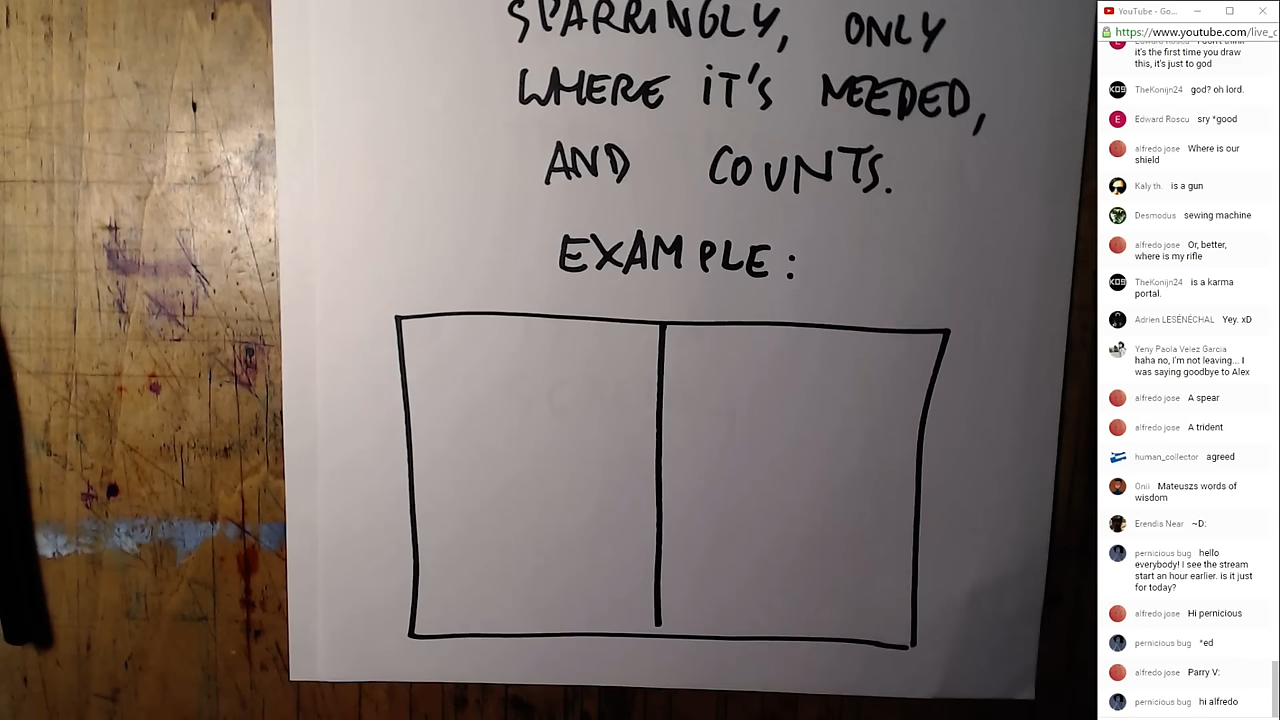 SPARRINGLY, ONLY
WHERE iT'S NEEDED,
AND COUNTS.
EXAMPLE:
YouTube - Go...
https://www.youtube.com/live_c
it's the first time you draw
this, it's just to god
TheKonijn24 god? oh lord.
Edward Roscu sry *good
alfredo jose Where is our
shield
Kaly th. is a gun
Desmodus sewing machine
alfredo jose Or, better,
where is my rifle
TheKonijn24 is a karma
portal.
Adrien LESÉNÉCHAL Yey. xD
Yeny Paola Velez Garcia
haha no, I'm not leaving... I
was saying goodbye to Alex
alfredo jose A spear
alfredo jose A trident
human_collector agreed
Onii Mateuszs words of
wisdom
Erendis Near ~D:
pernicious bug hello
everybody! I see the stream
start an hour earlier. is it just
for today?
alfredo jose Hi pernicious
pernicious bug *ed
alfredo jose Parry V:
pernicious bug hi alfredo